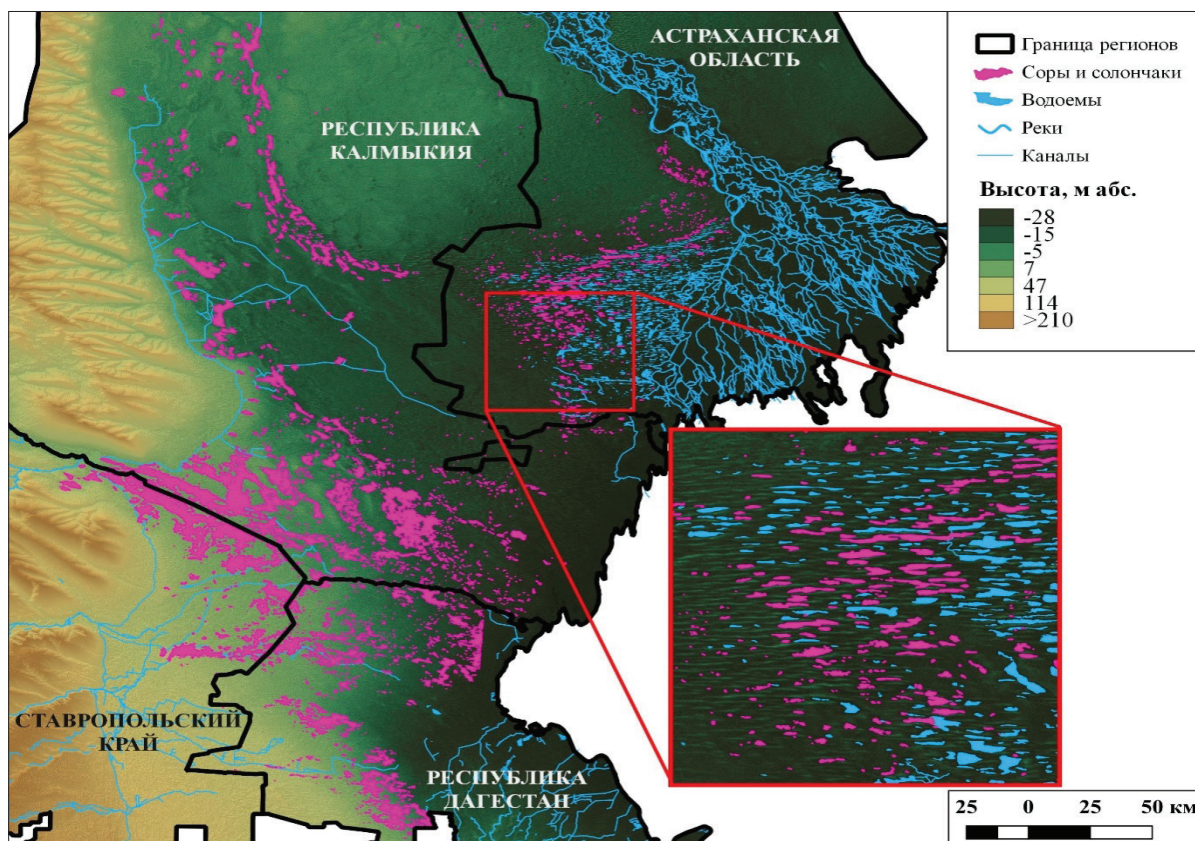 АСТРАХАНСКАЯ
ОБЛАСТЬ
РЕСПУБЛИКА
КАЛМЫКИЯ
СТАВРОПОЛЬСКИЙ
КРАЙ
РЕСПУБЛИКА
ДАГЕСТАН
Граница регионов
Соры и солончаки
Водоемы
Реки
Каналы
Высота, м абс.
-28
-15
-5
7
47
114
>210
25 0 25 50 км